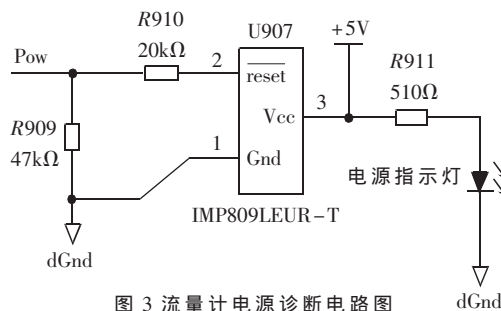 R910
20kΩ
Pow
2
U907
reset
Vcc
Gnd
3
1
+5V
R911
510Ω
R909
47kΩ
电源指示灯
IMP809LEUR-T
dGnd
dGnd
图 3 流量计电源诊断电路图